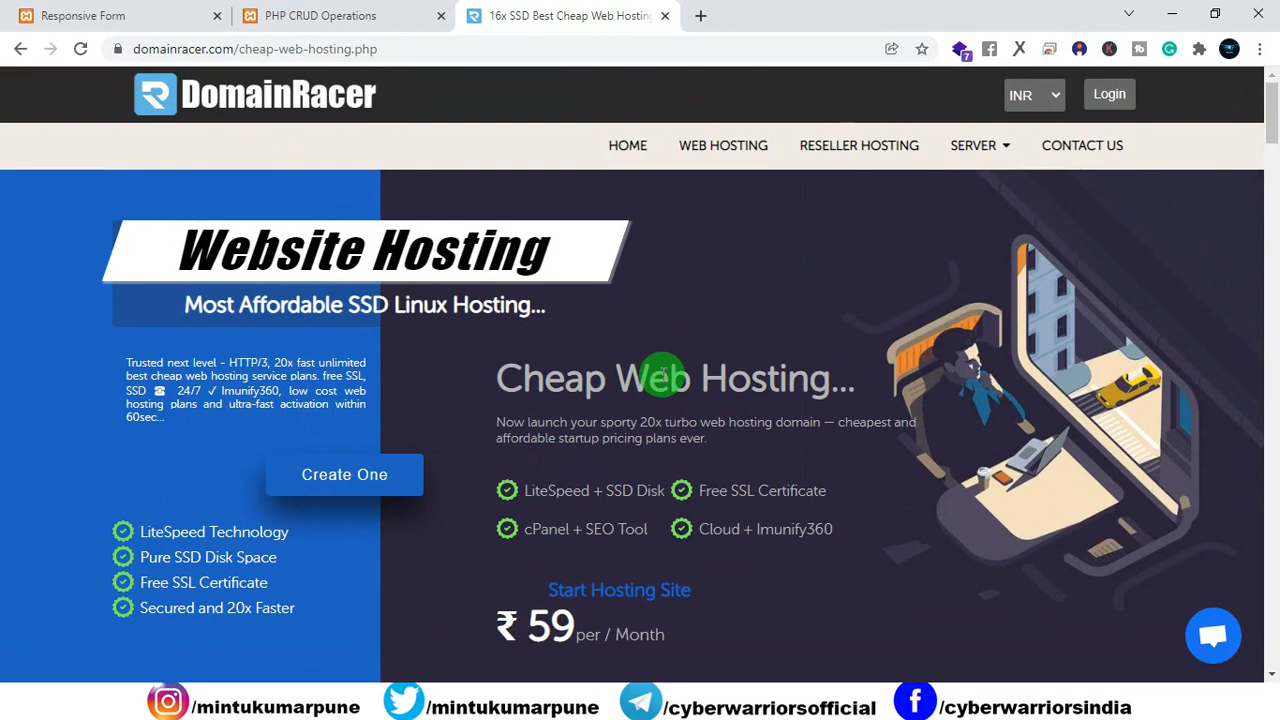 Responsive Form
PHP CRUD Operations
16x SSD Best Cheap Web Hosting
domainracer.com/cheap-web-hosting.php
7
DomainRacer
INR
Login
HOME
WEB HOSTING
RESELLER HOSTING
SERVER
CONTACT US
Website Hosting
Most Affordable SSD Linux Hosting...
Trusted next level - HTTP/3, 20x fast unlimited
best cheap web hosting service plans. free SSL,
SSD ☎ 24/7 ✓ Imunify360, low cost web
hosting plans and ultra-fast activation within
60sec...
Create One
LiteSpeed Technology
Pure SSD Disk Space
Free SSL Certificate
Secured and 20x Faster
Cheap Web Hosting...
Now launch your sporty 20x turbo web hosting domain — cheapest and
affordable startup pricing plans ever.
LiteSpeed + SSD Disk
Free SSL Certificate
cPanel + SEO Tool
Cloud + Imunify360
Start Hosting Site
₹ 59 per / Month
/mintukumarpune
/mintukumarpune
/cyberwarriorsofficial
/cyberwarriorsindia